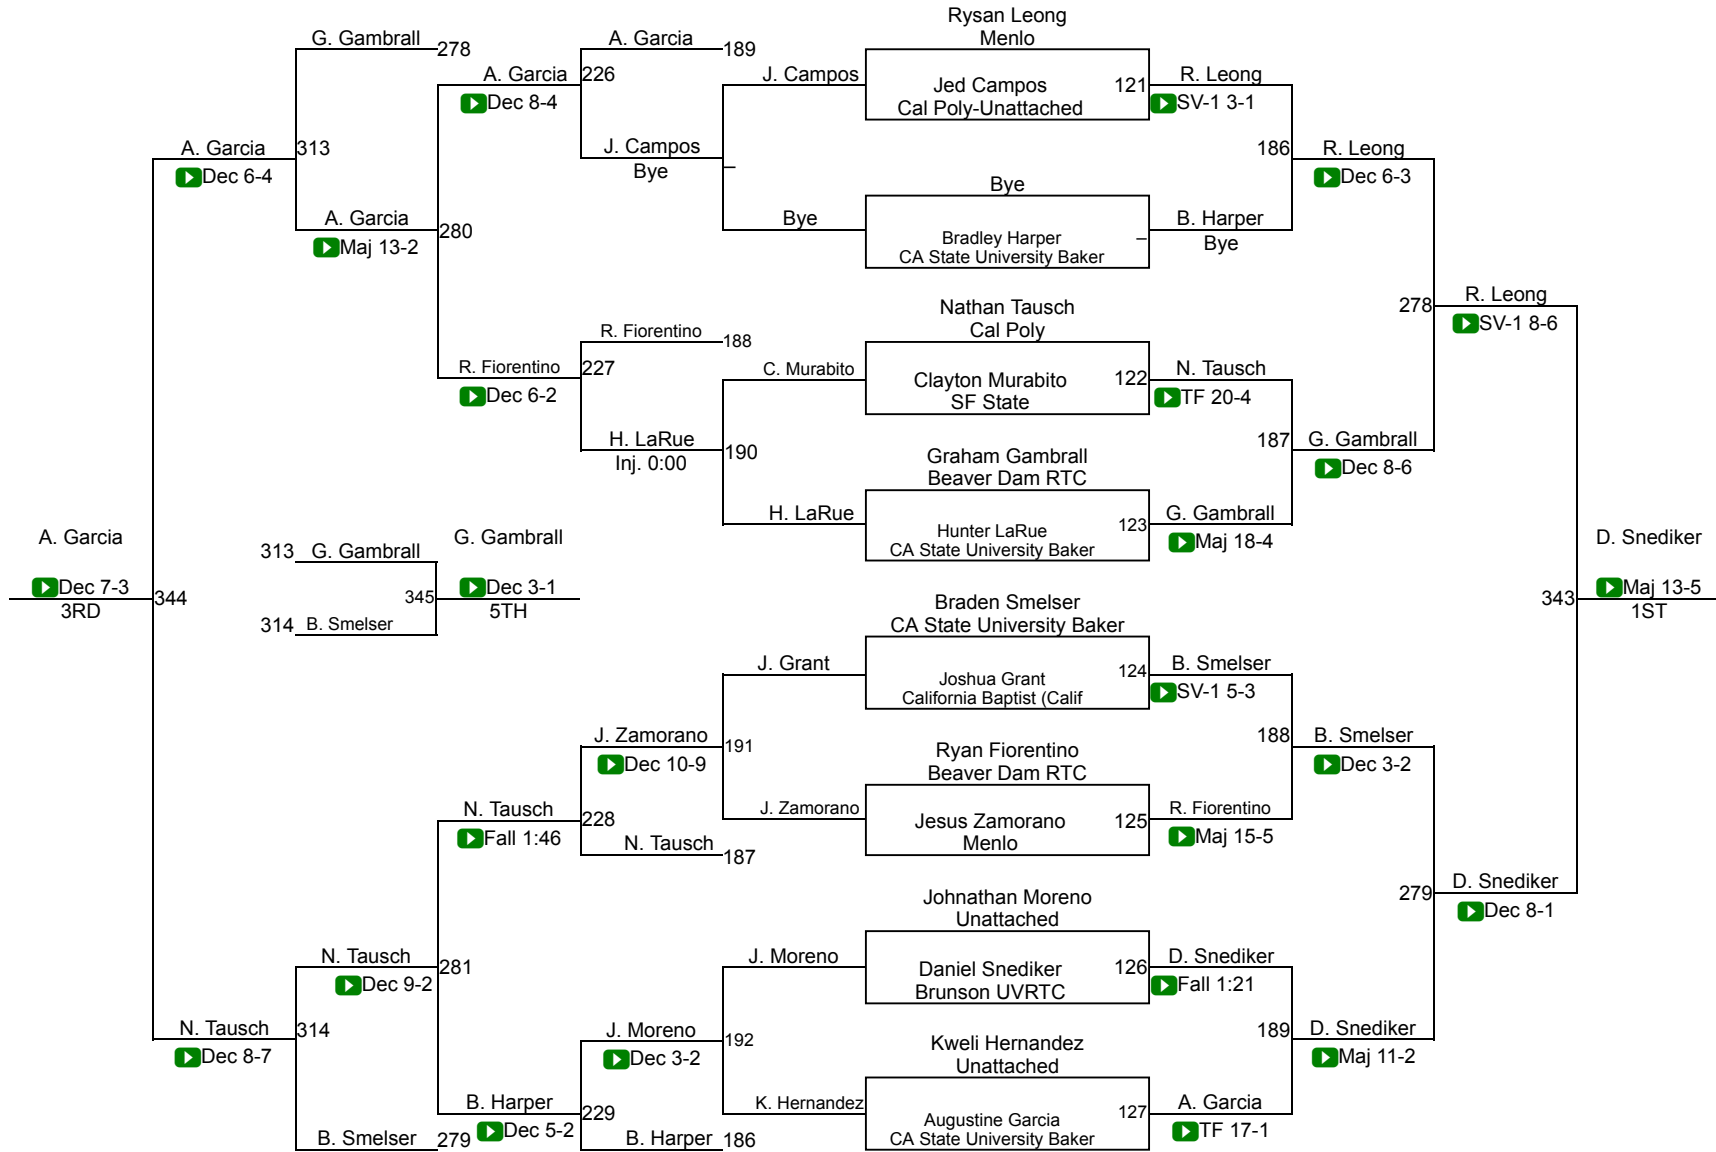 Rysan Leong
Menlo
G. Gambrall
278
A. Garcia
189
A. Garcia
226
Dec 8-4
J. Campos
Jed Campos
Cal Poly-Unattached
121
R. Leong
SV-1 3-1
A. Garcia
313
Dec 6-4
J. Campos
Bye
–
186
R. Leong
Dec 6-3
Bye
A. Garcia
280
Maj 13-2
Bye
Bradley Harper
CA State University Baker
–
B. Harper
Bye
Nathan Tausch
Cal Poly
278
R. Leong
SV-1 8-6
R. Fiorentino
188
R. Fiorentino
227
Dec 6-2
C. Murabito
Clayton Murabito
SF State
122
N. Tausch
TF 20-4
H. LaRue
Inj. 0:00
190
Graham Gambrall
Beaver Dam RTC
187
G. Gambrall
Dec 8-6
H. LaRue
Hunter LaRue
CA State University Baker
123
G. Gambrall
Maj 18-4
A. Garcia
Dec 7-3
3RD
344
313
G. Gambrall
314
B. Smelser
345
G. Gambrall
Dec 3-1
5TH
D. Snediker
343
Maj 13-5
1ST
Braden Smelser
CA State University Baker
J. Grant
Joshua Grant
California Baptist (Calif
124
B. Smelser
SV-1 5-3
J. Zamorano
191
Dec 10-9
Ryan Fiorentino
Beaver Dam RTC
188
B. Smelser
Dec 3-2
N. Tausch
228
Fall 1:46
J. Zamorano
Jesus Zamorano
Menlo
125
R. Fiorentino
Maj 15-5
N. Tausch
187
Johnathan Moreno
Unattached
279
D. Snediker
Dec 8-1
N. Tausch
281
Dec 9-2
J. Moreno
Daniel Snediker
Brunson UVRTC
126
D. Snediker
Fall 1:21
N. Tausch
314
Dec 8-7
J. Moreno
192
Dec 3-2
Kweli Hernandez
Unattached
189
D. Snediker
Maj 11-2
B. Harper
229
Dec 5-2
K. Hernandez
Augustine Garcia
CA State University Baker
127
A. Garcia
TF 17-1
B. Smelser
279
B. Harper
186